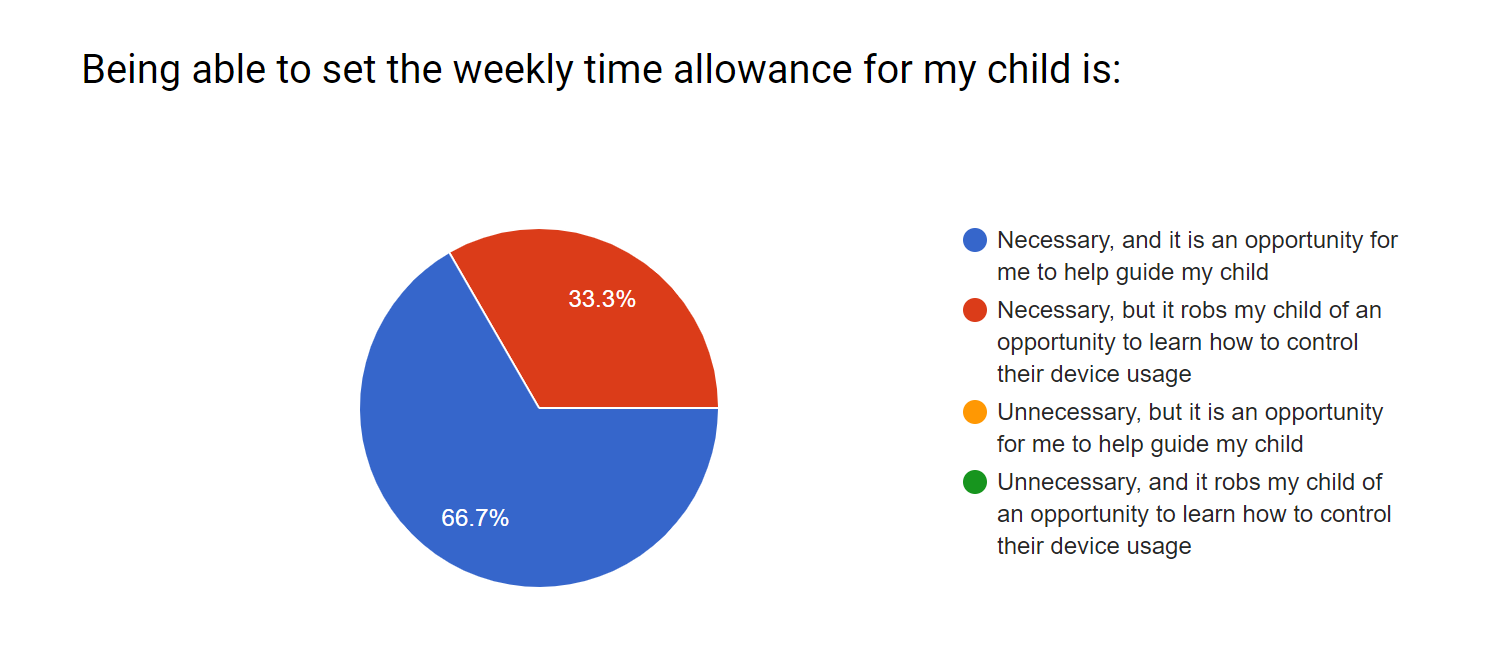 Being able to set the weekly time allowance for my child is:
33.3%
66.7%
Necessary, and it is an opportunity for
me to help guide my child
Necessary, but it robs my child of an
opportunity to learn how to control
their device usage
Unnecessary, but it is an opportunity
for me to help guide my child
Unnecessary, and it robs my child of
an opportunity to learn how to control
their device usage